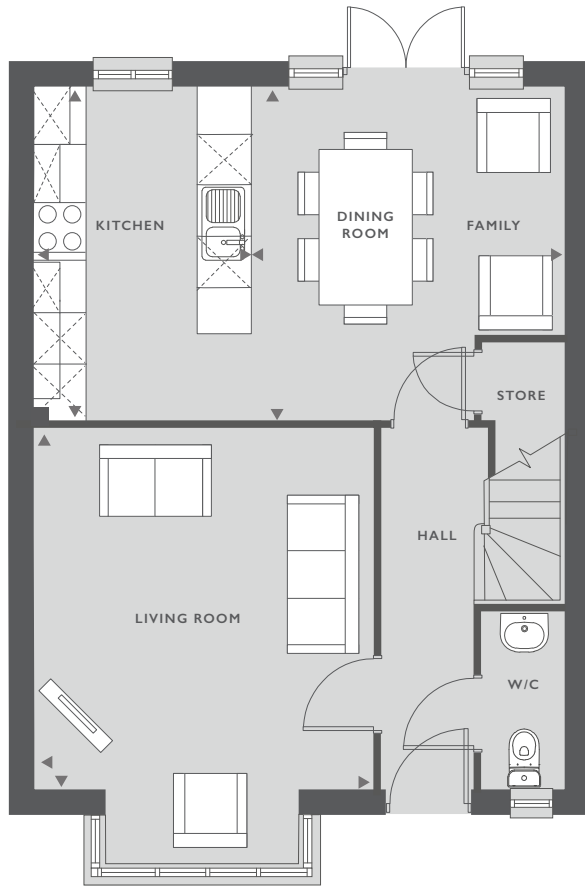 KITCHEN
DINING
ROOM
FAMILY
STORE
HALL
LIVING ROOM
W/C